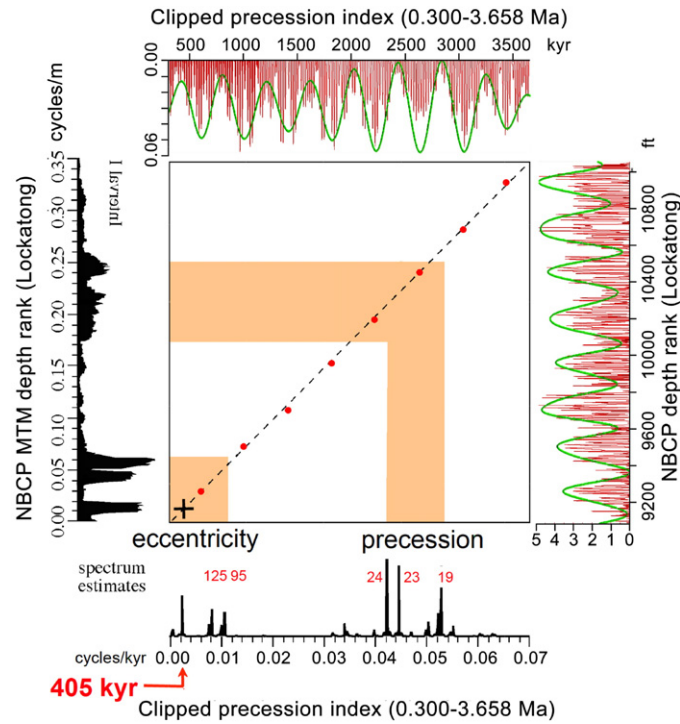 Clipped precession index (0.300-3.658 Ma)
500 1000 1500 2000 2500 3000 3500 kyr
0.00
0.06
cycles/m
0.35
0.30
0.25
0.20
0.15
0.10
0.05
0.00
NBCP MTM depth rank (Lockatong)
Interval I
ft
10800
10400
10000
9600
9200
NBCP depth rank (Lockatong)
5 4 3 2 1 0
eccentricity precession
spectrum
estimates
125 95 24 23 19
cycles/kyr
0.00 0.01 0.02 0.03 0.04 0.05 0.06 0.07
405 kyr
Clipped precession index (0.300-3.658 Ma)